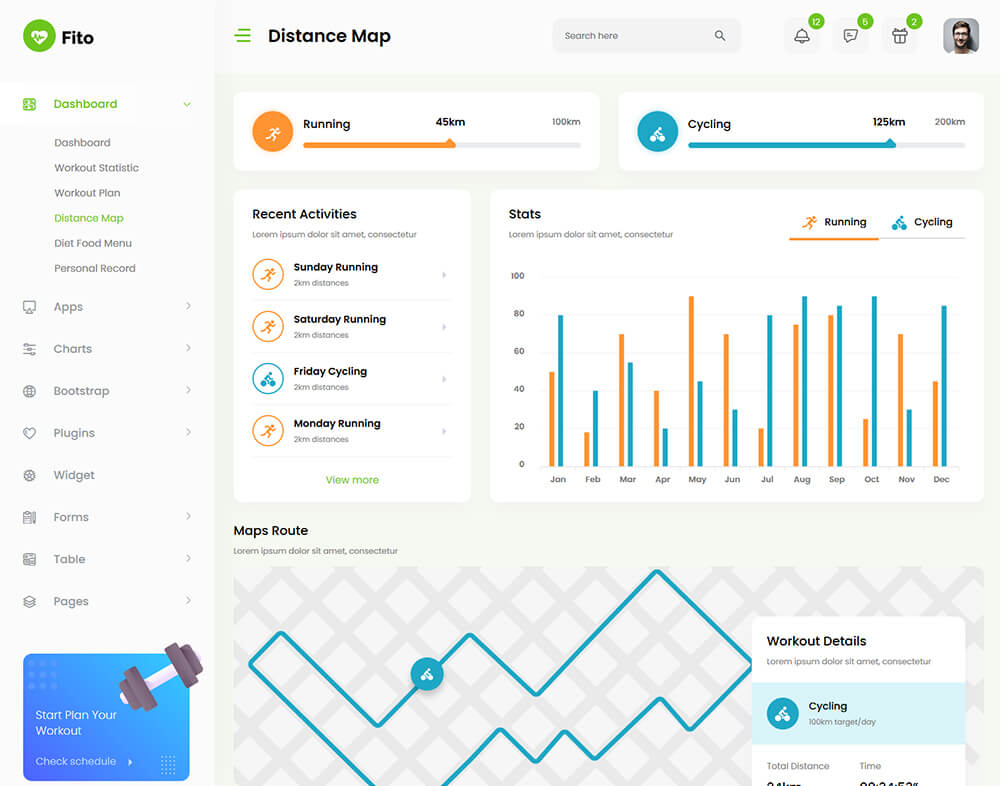 Fito
Distance Map
Search here
12
6
2
Dashboard
Dashboard
Workout Statistic
Workout Plan
Distance Map
Diet Food Menu
Personal Record
Apps
Charts
Bootstrap
Plugins
Widget
Forms
Table
Pages
Start Plan Your
Workout
Check schedule
Running 45km 100km
Cycling 125km 200km
Recent Activities
Lorem ipsum dolor sit amet, consectetur
Sunday Running
2km distances
Saturday Running
2km distances
Friday Cycling
2km distances
Monday Running
2km distances
View more
Stats
Lorem ipsum dolor sit amet, consectetur
Running Cycling
100
80
60
40
20
0
Jan Feb Mar Apr May Jun Jul Aug Sep Oct Nov Dec
Maps Route
Lorem ipsum dolor sit amet, consectetur
Workout Details
Lorem ipsum dolor sit amet, consectetur
Cycling
100km target/day
Total Distance Time